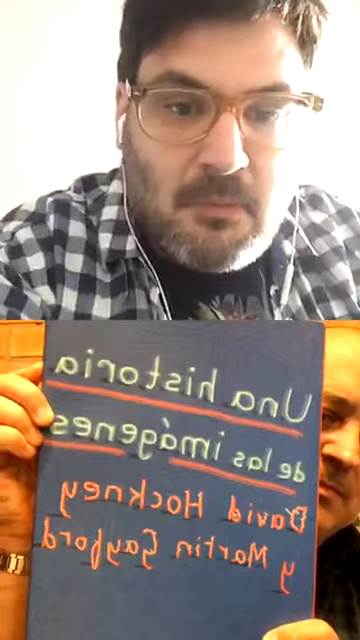 Una historia
de las imágenes
David Hockney
y Martin Gayford